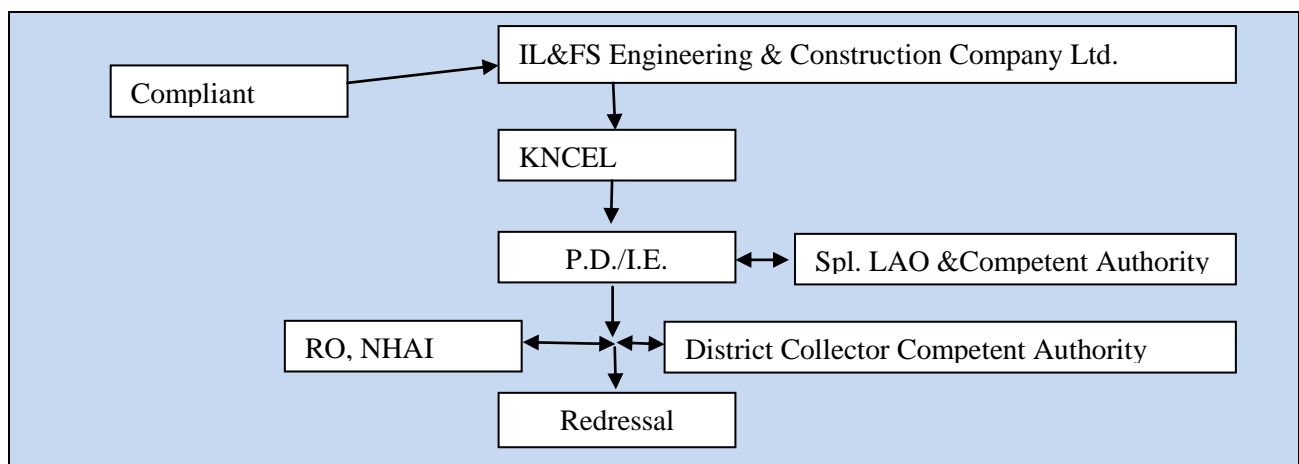 IL&FS Engineering & Construction Company Ltd.
Compliant
KNCEL
P.D./I.E.
Spl. LAO &Competent Authority
RO, NHAI
District Collector Competent Authority
Redressal